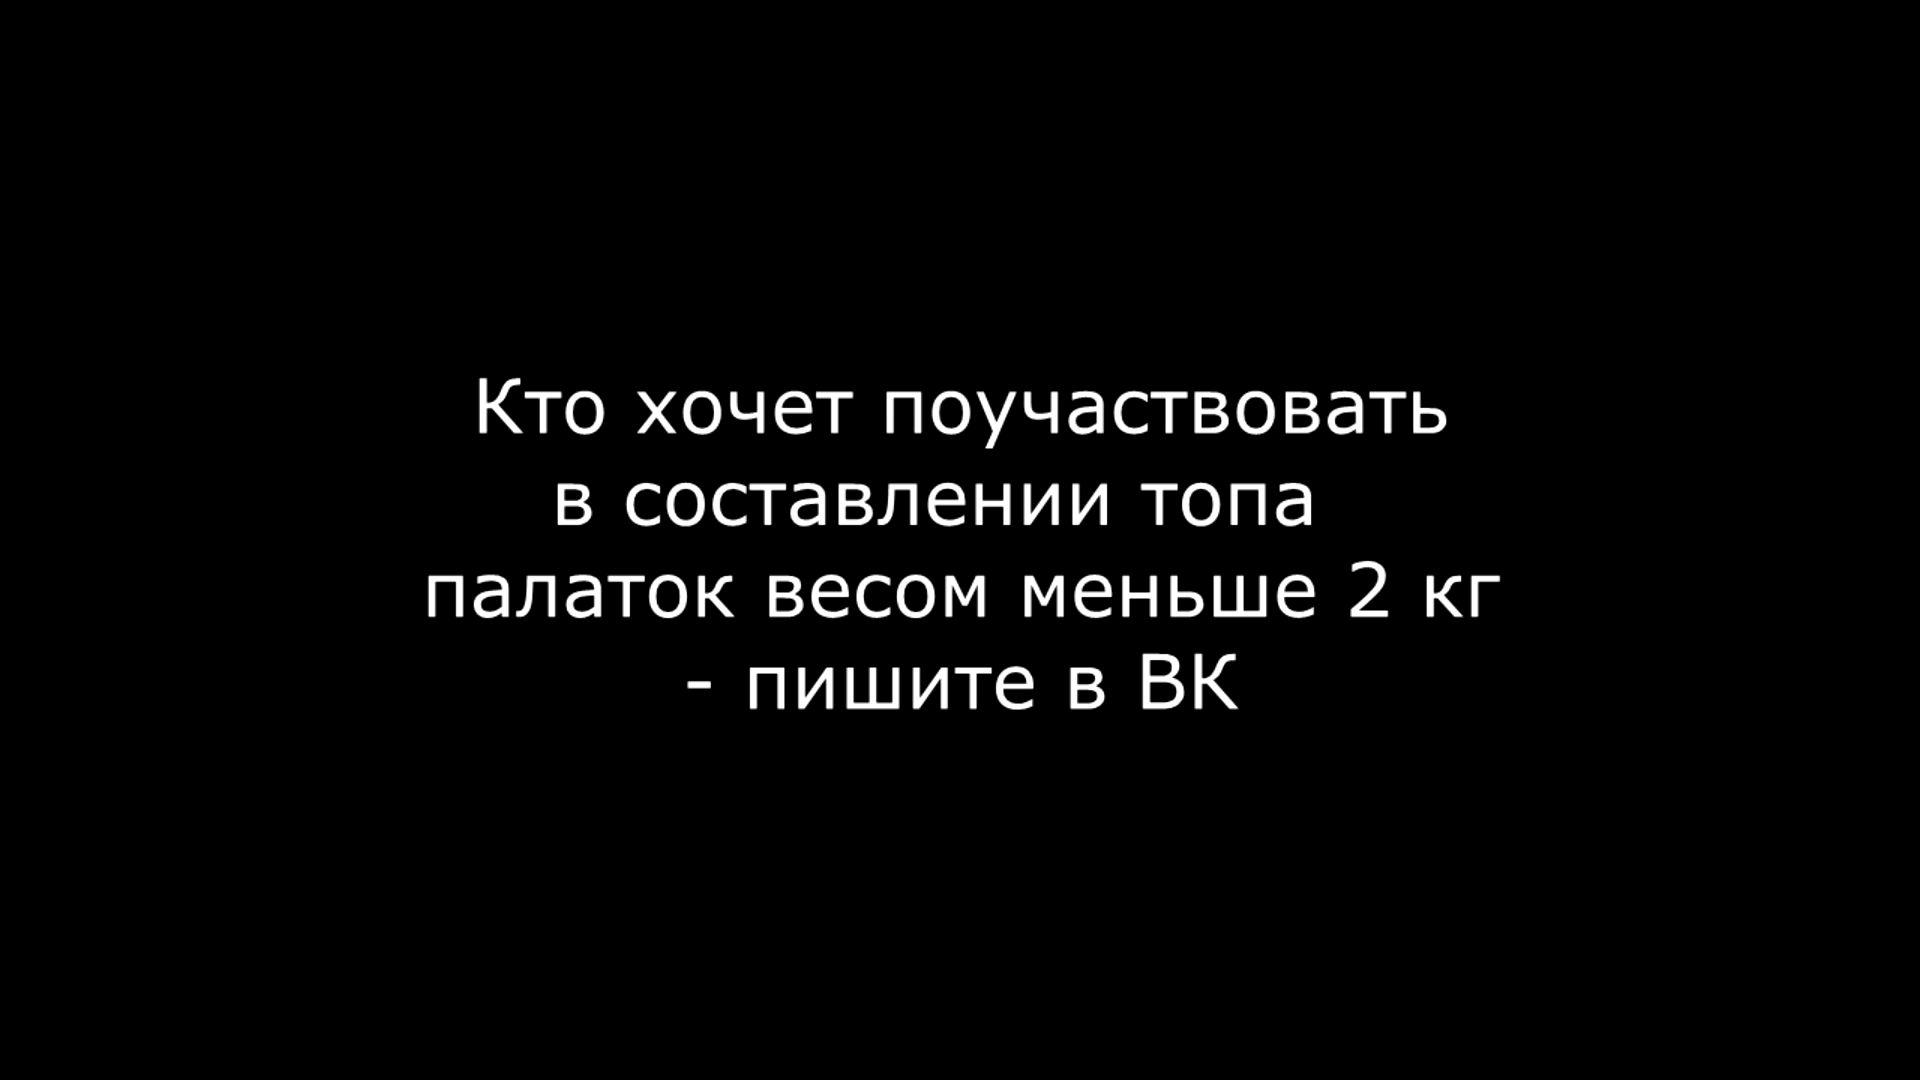 Кто хочет поучаствовать
в составлении топа
палаток весом меньше 2 кг
- пишите в ВК